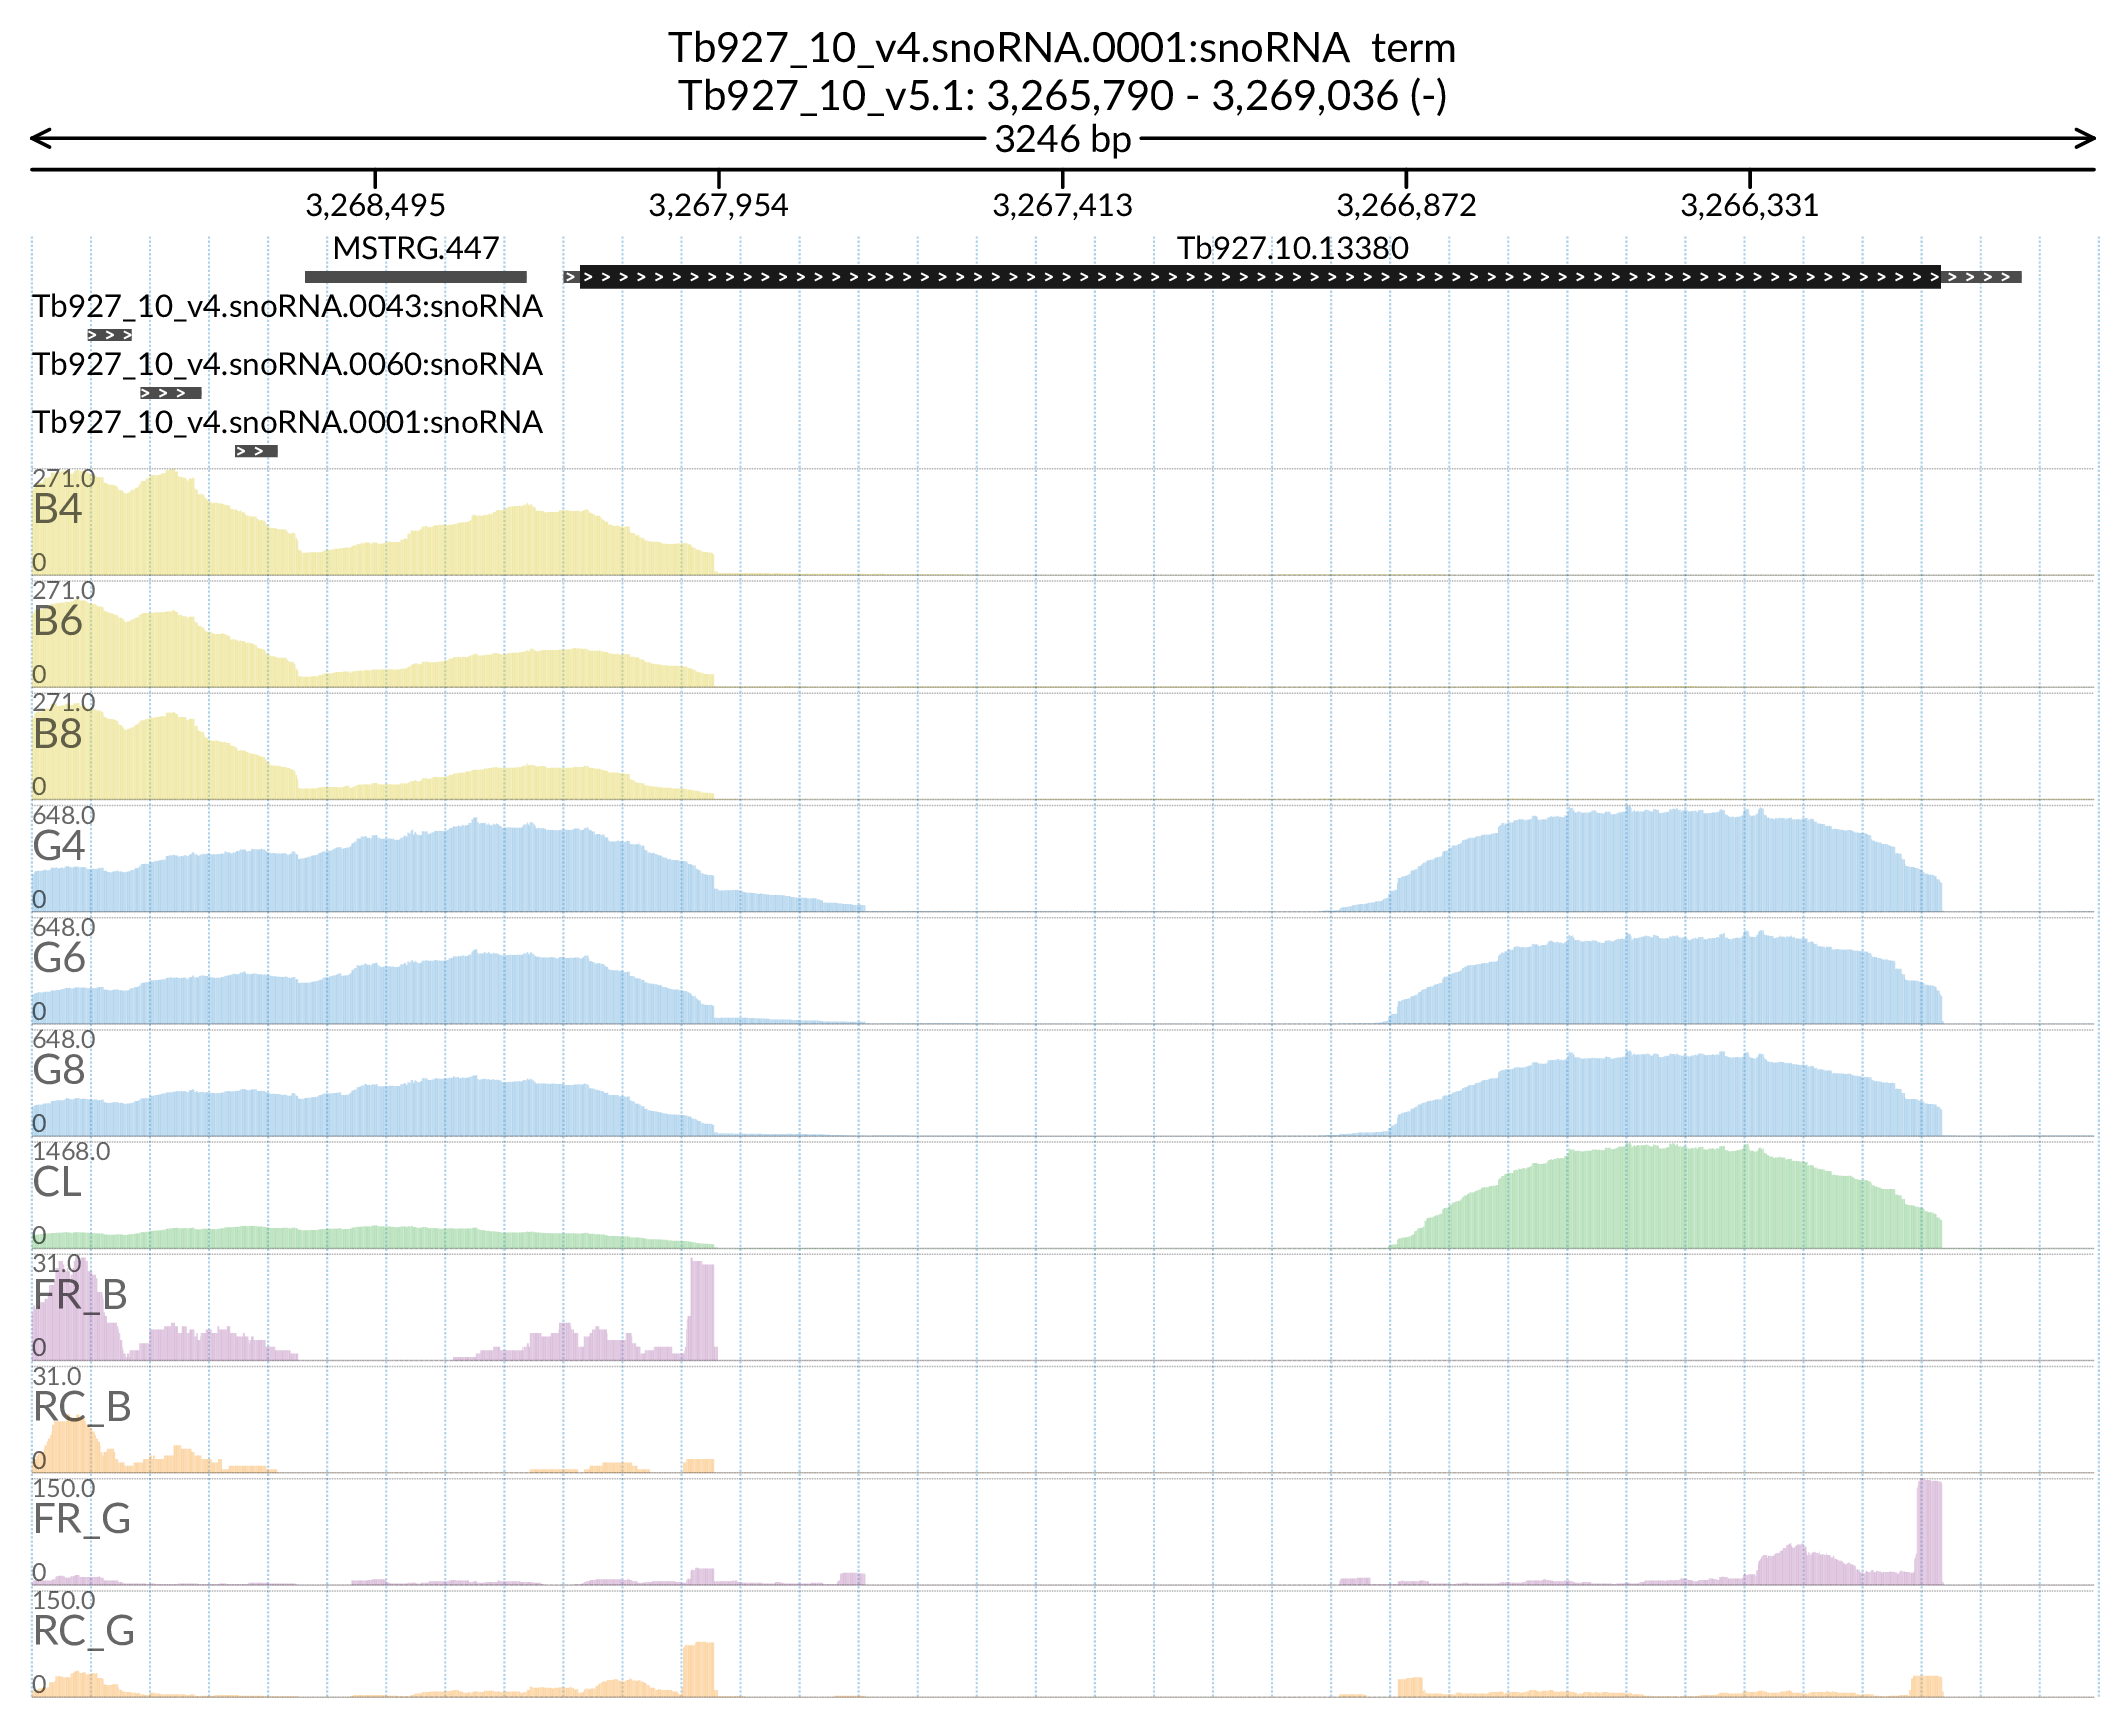 Tb927_10_v4.snoRNA.0001:snoRNA  term
Tb927_10_v5.1: 3,265,790 - 3,269,036 (-)
3246 bp
3,268,495 3,267,954 3,267,413 3,266,872 3,266,331
MSTRG.447 Tb927.10.13380
Tb927_10_v4.snoRNA.0043:snoRNA
Tb927_10_v4.snoRNA.0060:snoRNA
Tb927_10_v4.snoRNA.0001:snoRNA
271.0
B4
0
271.0
B6
0
271.0
B8
0
648.0
G4
0
648.0
G6
0
648.0
G8
0
1468.0
CL
0
31.0
FR_B
0
31.0
RC_B
0
150.0
FR_G
0
150.0
RC_G
0